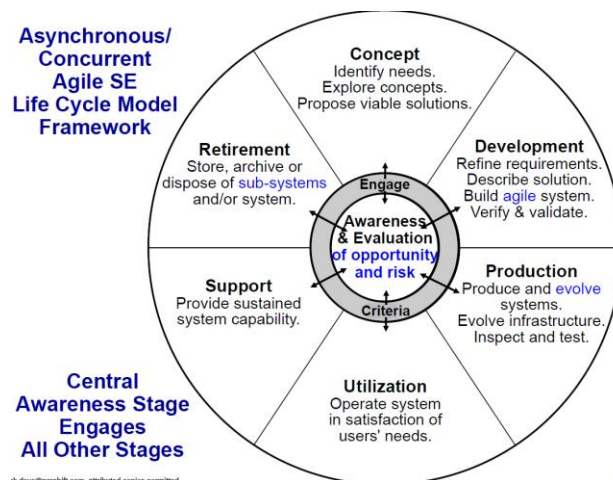 Asynchronous/
Concurrent
Agile SE
Life Cycle Model
Framework
Concept
Identify needs.
Explore concepts.
Propose viable solutions.
Retirement
Store, archive or
dispose of sub-systems
and/or system.
Development
Refine requirements.
Describe solution.
Build agile system.
Verify & validate.
Engage
Awareness
& Evaluation
of opportunity
and risk
Criteria
Support
Provide sustained
system capability.
Production
Produce and evolve
systems.
Evolve infrastructure.
Inspect and test.
Utilization
Operate system
in satisfaction of
users' needs.
Central
Awareness Stage
Engages
All Other Stages
attributed copies permitted